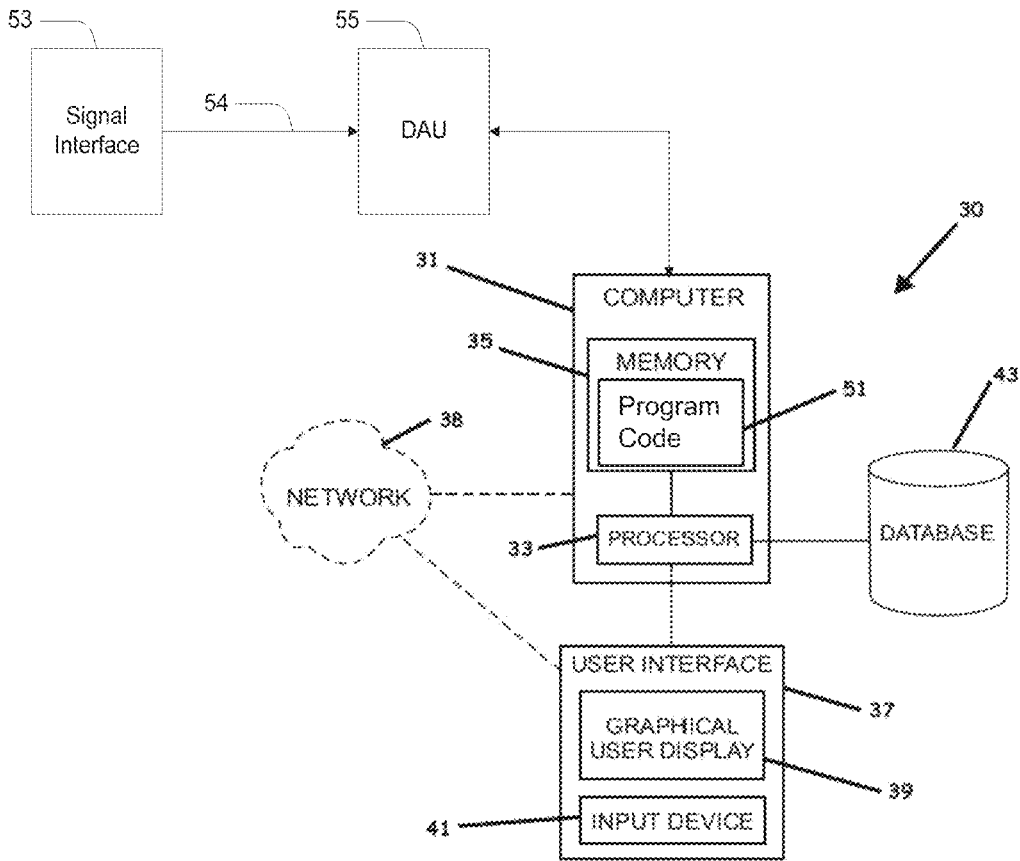 53
55
Signal
Interface
54
DAU
30
31
COMPUTER
35
MEMORY
Program
Code
51
43
38
NETWORK
33
PROCESSOR
DATABASE
USER INTERFACE
37
GRAPHICAL
USER DISPLAY
39
41
INPUT DEVICE